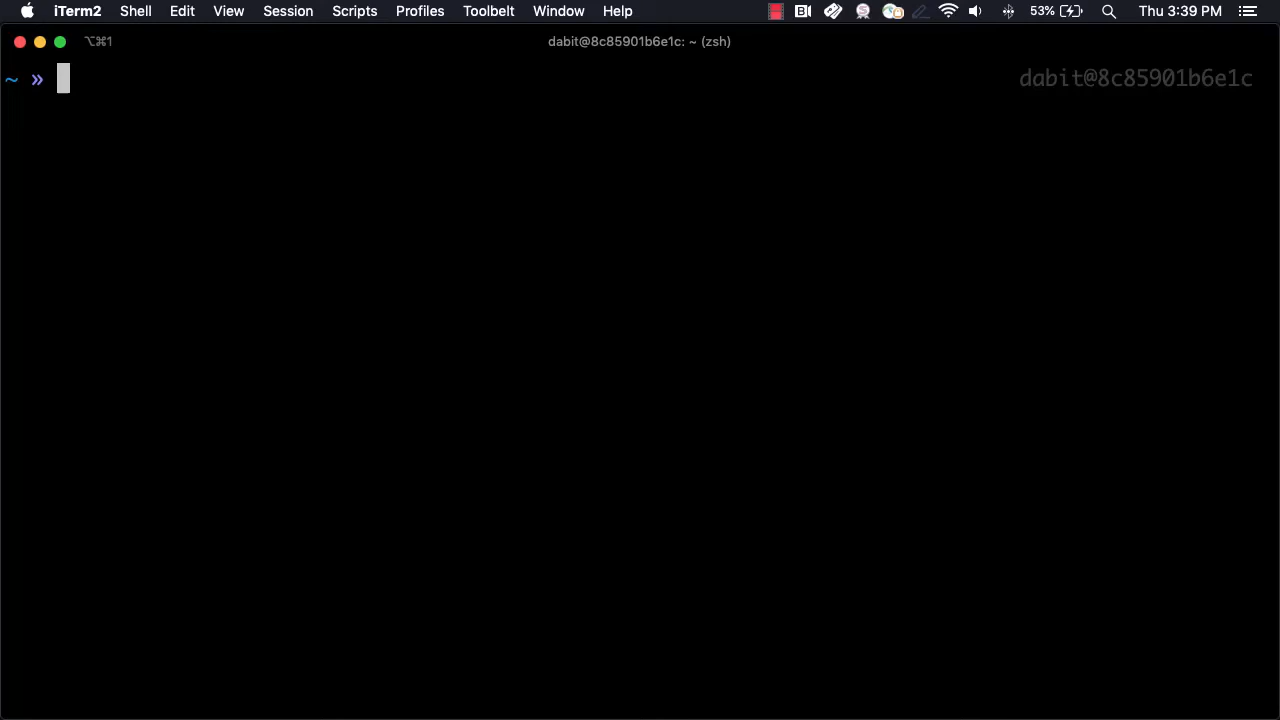 iTerm2 Shell Edit View Session Scripts Profiles Toolbelt Window Help 53% Thu 3:39 PM
⌥⌘1 dabit@8c85901b6e1c: ~ (zsh)
~ » dabit@8c85901b6e1c